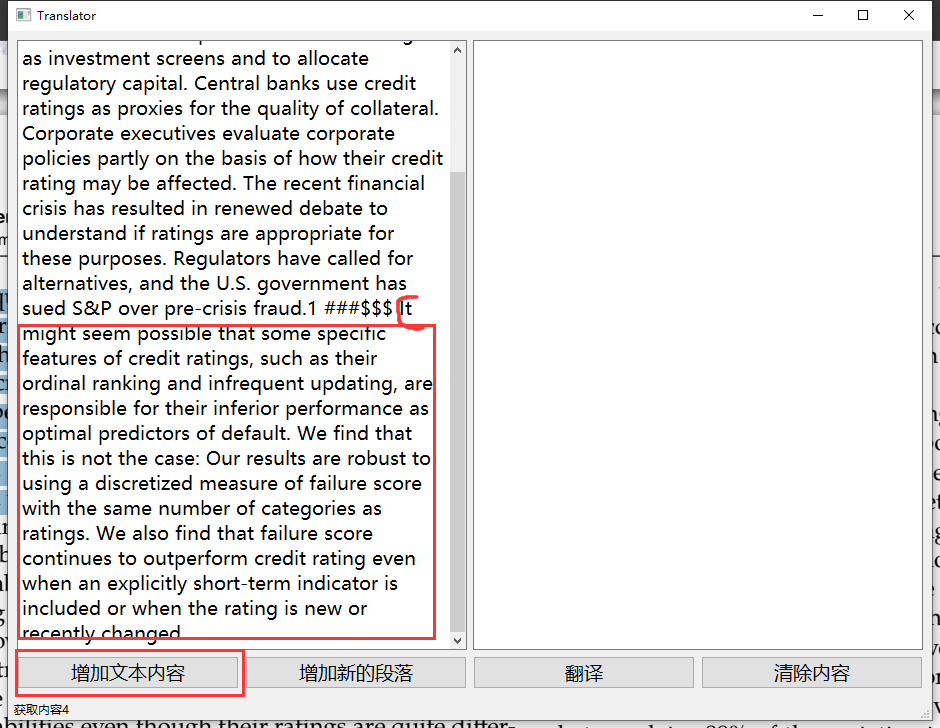 Translator
as investment screens and to allocate
regulatory capital. Central banks use credit
ratings as proxies for the quality of collateral.
Corporate executives evaluate corporate
policies partly on the basis of how their credit
rating may be affected. The recent financial
crisis has resulted in renewed debate to
understand if ratings are appropriate for
these purposes. Regulators have called for
alternatives, and the U.S. government has
sued S&P over pre-crisis fraud.1 ###$$$ It
might seem possible that some specific
features of credit ratings, such as their
ordinal ranking and infrequent updating, are
responsible for their inferior performance as
optimal predictors of default. We find that
this is not the case: Our results are robust to
using a discretized measure of failure score
with the same number of categories as
ratings. We also find that failure score
continues to outperform credit rating even
when an explicitly short-term indicator is
included or when the rating is new or
recently changed
增加文本内容 增加新的段落 翻译 清除内容
获取内容4